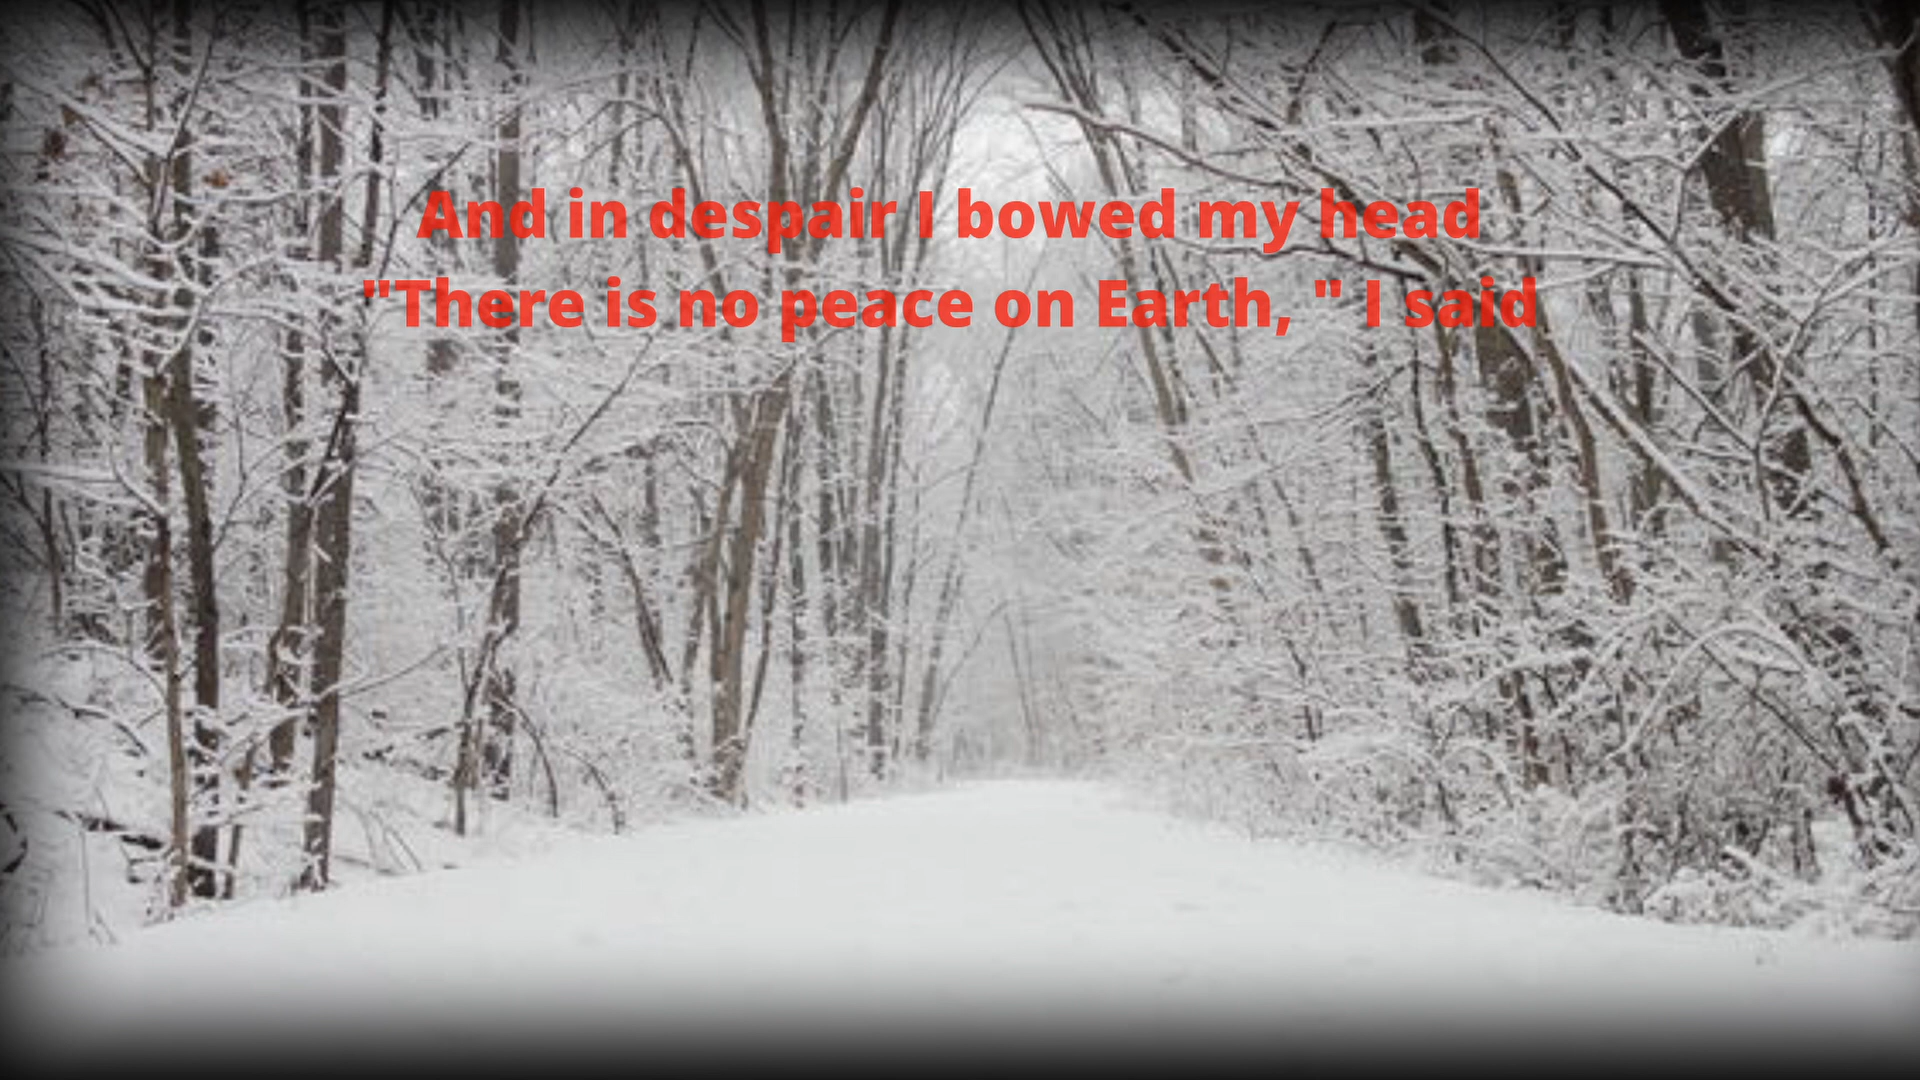 And in despair I bowed my head
"There is no peace on Earth, " I said